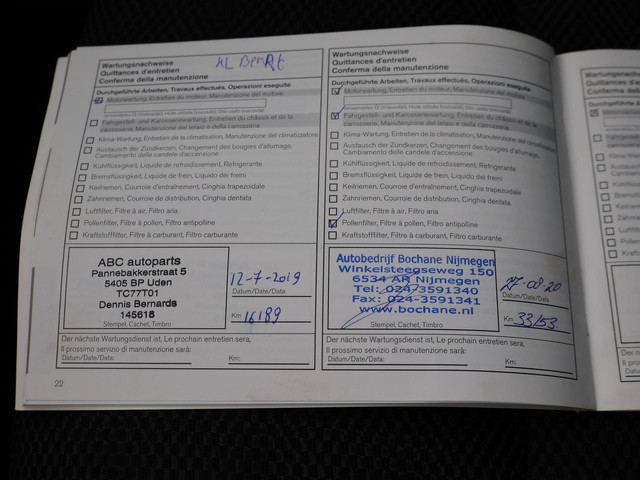 Wartungsnachweise
Quittances d'entretien
Conferma della manutenzione
KL Beurt
Durchgeführte Arbeiten, Travaux effectués, Operazioni eseguite
Motorwartung, Entretien du moteur, Manutenzione del motore
Fahrgestell- und Karosseriewartung, Entretien du châssis et de la
carrosserie, Manutenzione del telaio e della carrozzeria
Klima-Wartung, Entretien de la climatisation, Manutenzione del climatizzatore
Austausch der Zündkerzen, Changement des bougies d'allumage,
Cambiamento delle candele d'accensione
Kühlflüssigkeit, Liquide de refroidissement, Refrigerante
Bremsflüssigkeit, Liquide de frein, Liquido dei freni
Keilriemen, Courroie d'entraînement, Cinghia trapezoidale
Zahnriemen, Courroie de distribution, Cinghia dentata
Luftfilter, Filtre à air, Filtro aria
Pollenfilter, Filtre à pollen, Filtro antipolline
Kraftstofffilter, Filtre à carburant, Filtro carburante
ABC autoparts
Pannebakkerstraat 5
5405 BP Uden
TC77T01
Dennis Bernards
145618
Stempel, Cachet, Timbro
12-7-2019
Datum/Date/Data:
Km: 16189
Der nächste Wartungsdienst ist, Le prochain entretien sera,
Il prossimo servizio di manutenzione sarà:
Datum/Date/Data:
Km:
22
Wartungsnachweise
Quittances d'entretien
Conferma della manutenzione
Durchgeführte Arbeiten, Travaux effectués, Operazioni eseguite
Motorwartung, Entretien du moteur, Manutenzione del motore
Fahrgestell- und Karosseriewartung, Entretien du châssis et de la
carrosserie, Manutenzione del telaio e della carrozzeria
Klima-Wartung, Entretien de la climatisation, Manutenzione del climatizzatore
Austausch der Zündkerzen, Changement des bougies d'allumage,
Cambiamento delle candele d'accensione
Kühlflüssigkeit, Liquide de refroidissement, Refrigerante
Bremsflüssigkeit, Liquide de frein, Liquido dei freni
Keilriemen, Courroie d'entraînement, Cinghia trapezoidale
Zahnriemen, Courroie de distribution, Cinghia dentata
Luftfilter, Filtre à air, Filtro aria
Pollenfilter, Filtre à pollen, Filtro antipolline
Kraftstofffilter, Filtre à carburant, Filtro carburante
Autobedrijf Bochane Nijmegen
Winkelsteegseweg 150
6534 AR Nijmegen
Tel: 024-3591340
Fax: 024-3591341
www.bochane.nl
Stempel, Cachet, Timbro
27-08-20
Datum/Date/Data
Km: 33153
Der nächste Wartungsdienst ist, Le prochain entretien sera,
Il prossimo servizio di manutenzione sarà:
Datum/Date/Data:
Km: